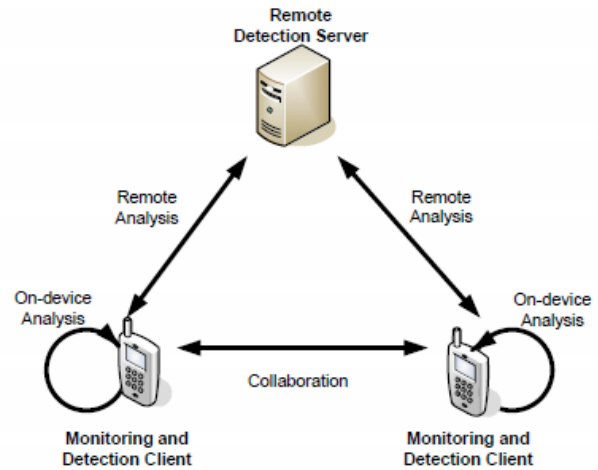 Remote
Detection Server
Remote
Analysis
Remote
Analysis
On-device
Analysis
On-device
Analysis
Collaboration
Monitoring and
Detection Client
Monitoring and
Detection Client